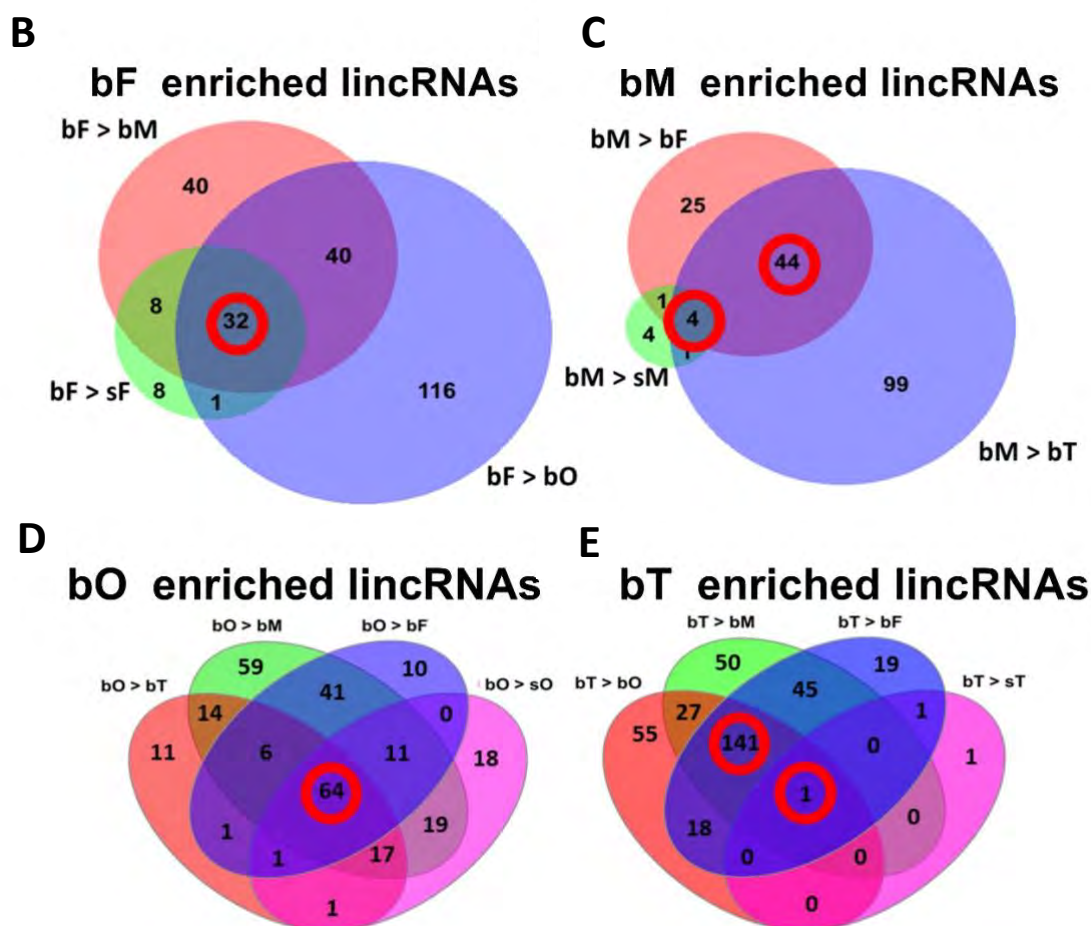 B
bF enriched lincRNAs
bF > bM
40
40
8
32
bF > sF
8
1
116
bF > bO
C
bM enriched lincRNAs
bM > bF
25
44
1
4
4
1
bM > sM
99
bM > bT
D
bO enriched lincRNAs
bO > bM
bO > bF
bO > bT
bO > sO
59
10
41
14
0
11
6
11
18
64
1
19
1
17
1
E
bT enriched lincRNAs
bT > bM
bT > bF
bT > bO
bT > sT
50
19
45
27
1
55
141
0
1
1
18
0
0
0
0